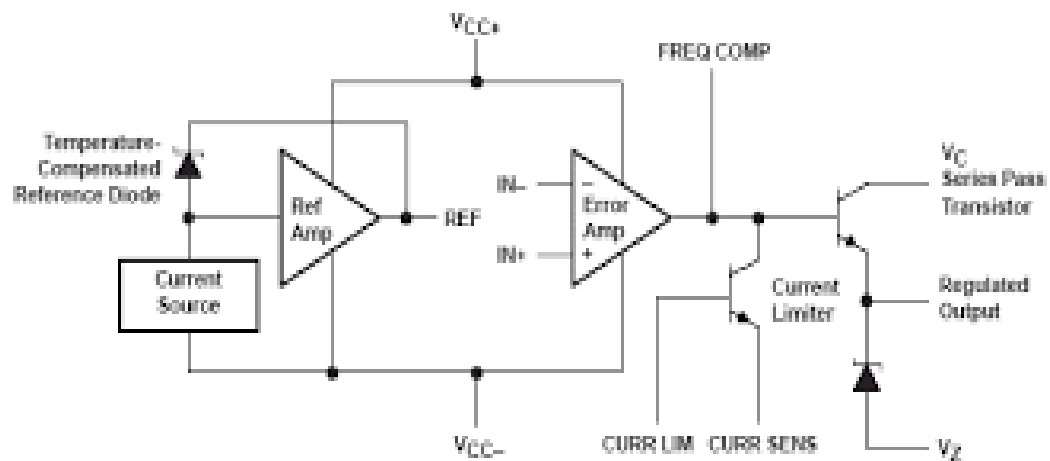 VCC+
FREQ COMP
Temperature-
Compensated
Reference Diode
VC
Series Pass
Transistor
IN–
–
Ref
Amp
REF
Error
Amp
IN+
+
Current
Source
Current
Limiter
Regulated
Output
VCC–
CURR LIM
CURR SENS
VZ